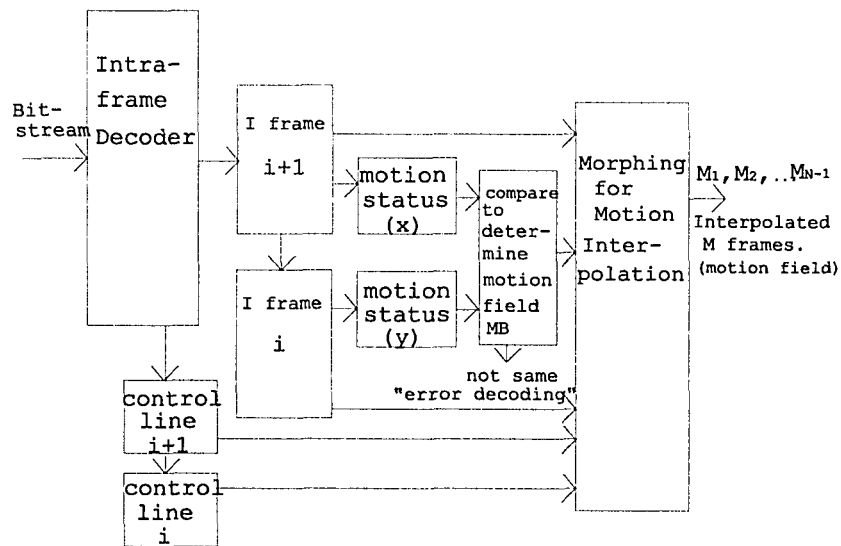 Bit-
stream
Intra-
frame
Decoder
I frame
i+1
motion
status
(x)
I frame
i
motion
status
(y)
compare
to
deter-
mine
motion
field
MB
not same
"error decoding"
control
line
i+1
control
line
i
Morphing
for
Motion
Inter-
polation
M1,M2,..MN-1
Interpolated
M frames.
(motion field)